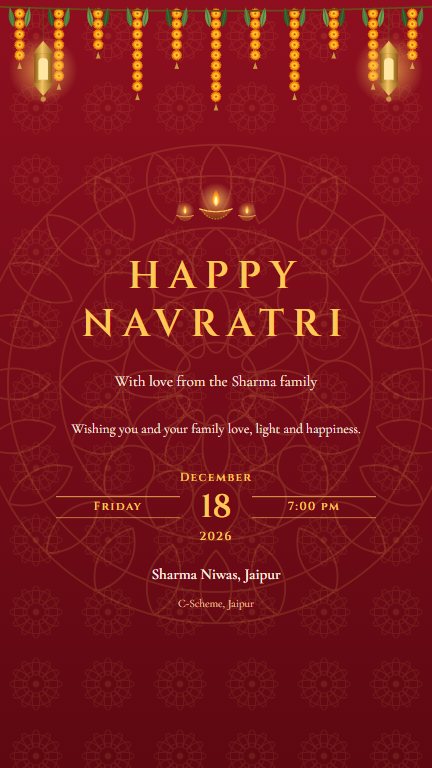 HAPPY
NAVRATRI
With love from the Sharma family
Wishing you and your family love, light and happiness.
December
Friday 18 7:00 pm
2026
Sharma Niwas, Jaipur
C-Scheme, Jaipur